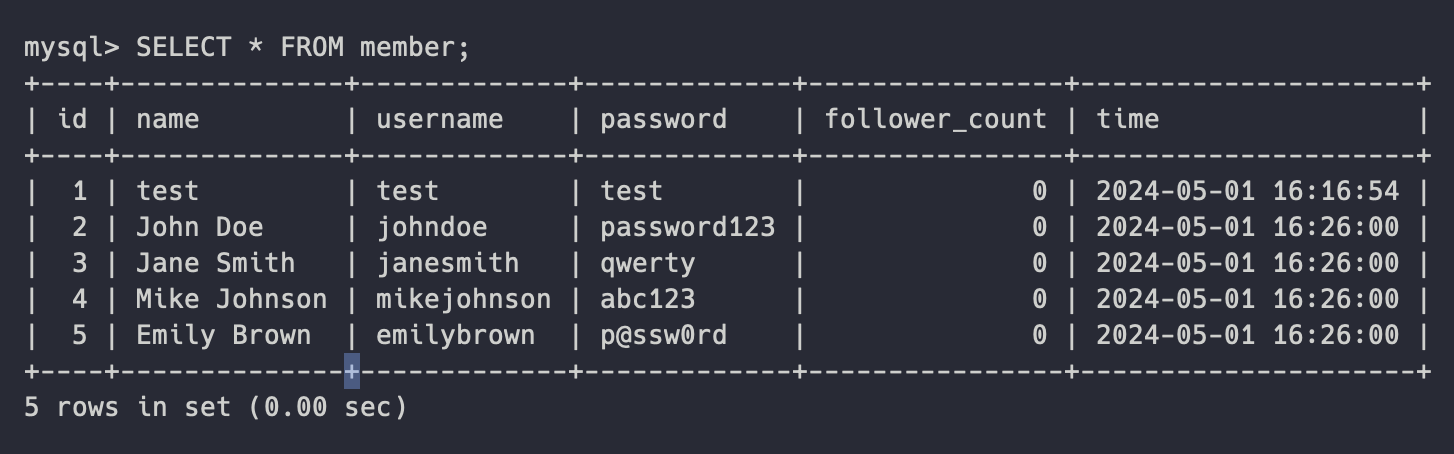 mysql> SELECT * FROM member;
+----+--------------+-------------+-------------+----------------+---------------------+
| id | name         | username    | password    | follower_count | time                |
+----+--------------+-------------+-------------+----------------+---------------------+
|  1 | test         | test        | test        |              0 | 2024-05-01 16:16:54 |
|  2 | John Doe     | johndoe     | password123 |              0 | 2024-05-01 16:26:00 |
|  3 | Jane Smith   | janesmith   | qwerty      |              0 | 2024-05-01 16:26:00 |
|  4 | Mike Johnson | mikejohnson | abc123      |              0 | 2024-05-01 16:26:00 |
|  5 | Emily Brown  | emilybrown  | p@ssw0rd    |              0 | 2024-05-01 16:26:00 |
+----+--------------+-------------+-------------+----------------+---------------------+
5 rows in set (0.00 sec)